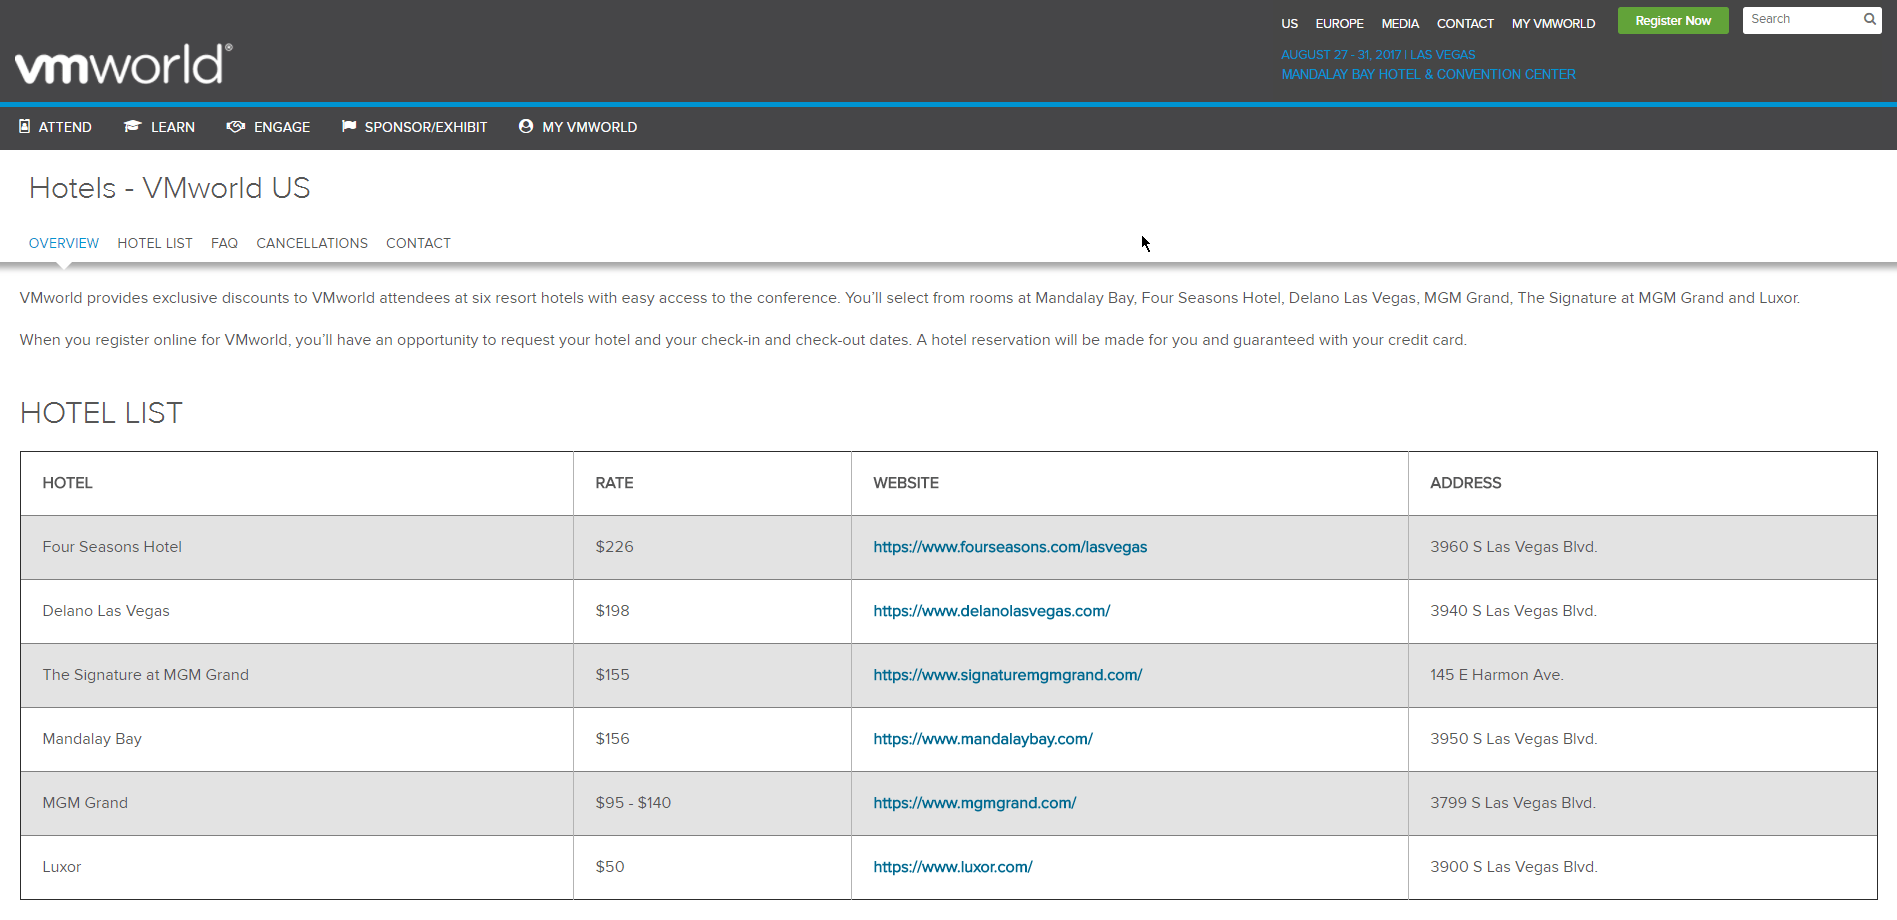 US EUROPE MEDIA CONTACT MY VMWORLD Register Now Search
vmworld®
AUGUST 27 - 31, 2017 | LAS VEGAS
MANDALAY BAY HOTEL & CONVENTION CENTER
ATTEND LEARN ENGAGE SPONSOR/EXHIBIT MY VMWORLD
Hotels - VMworld US
OVERVIEW HOTEL LIST FAQ CANCELLATIONS CONTACT
VMworld provides exclusive discounts to VMworld attendees at six resort hotels with easy access to the conference. You’ll select from rooms at Mandalay Bay, Four Seasons Hotel, Delano Las Vegas, MGM Grand, The Signature at MGM Grand and Luxor.
When you register online for VMworld, you’ll have an opportunity to request your hotel and your check-in and check-out dates. A hotel reservation will be made for you and guaranteed with your credit card.
HOTEL LIST
HOTEL RATE WEBSITE ADDRESS
Four Seasons Hotel $226 https://www.fourseasons.com/lasvegas 3960 S Las Vegas Blvd.
Delano Las Vegas $198 https://www.delanolasvegas.com/ 3940 S Las Vegas Blvd.
The Signature at MGM Grand $155 https://www.signaturemgmgrand.com/ 145 E Harmon Ave.
Mandalay Bay $156 https://www.mandalaybay.com/ 3950 S Las Vegas Blvd.
MGM Grand $95 - $140 https://www.mgmgrand.com/ 3799 S Las Vegas Blvd.
Luxor $50 https://www.luxor.com/ 3900 S Las Vegas Blvd.